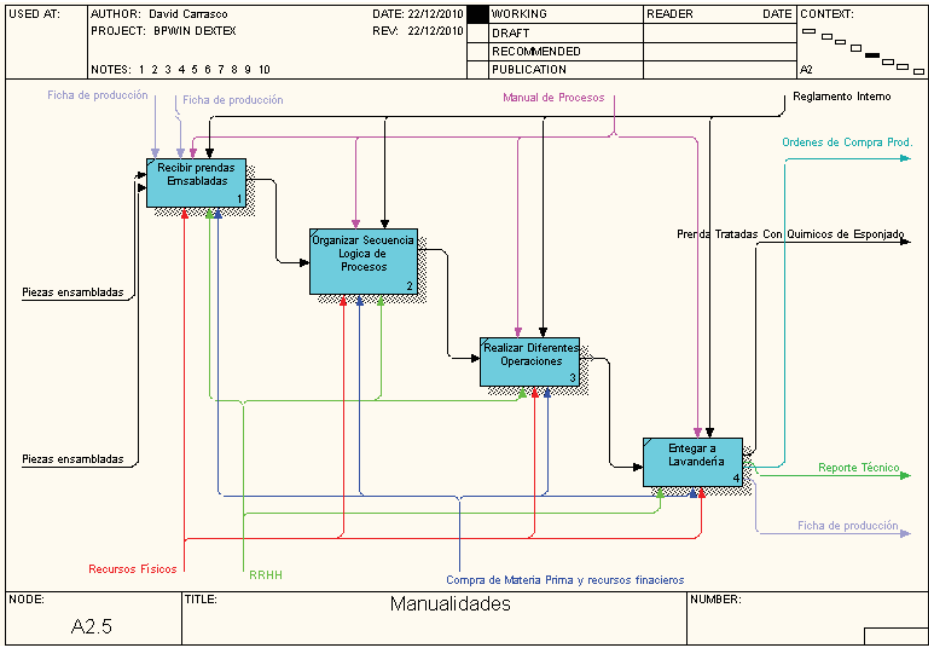 USED AT:
AUTHOR: David Carrasco
DATE: 22/12/2010
PROJECT: BPWIN DEXTEX
REV: 22/12/2010
NOTES: 1 2 3 4 5 6 7 8 9 10
WORKING
DRAFT
RECOMMENDED
PUBLICATION
READER
DATE
CONTEXT:
A2
Ficha de producción
Ficha de producción
Manual de Procesos
Reglamento Interno
Ordenes de Compra Prod.
Recibir prendas
Emsabladas
1
Prenda Tratadas Con Quimicos de Esponjado
Organizar Secuencia
Logica de
Procesos
2
Piezas ensambladas
Realizar Diferentes
Operaciones
3
Piezas ensambladas
Entegar a
Lavandería
4
Reporte Técnico
Ficha de producción
Recursos Físicos
RRHH
Compra de Materia Prima y recursos finacieros
NODE:
A2.5
TITLE:
Manualidades
NUMBER: